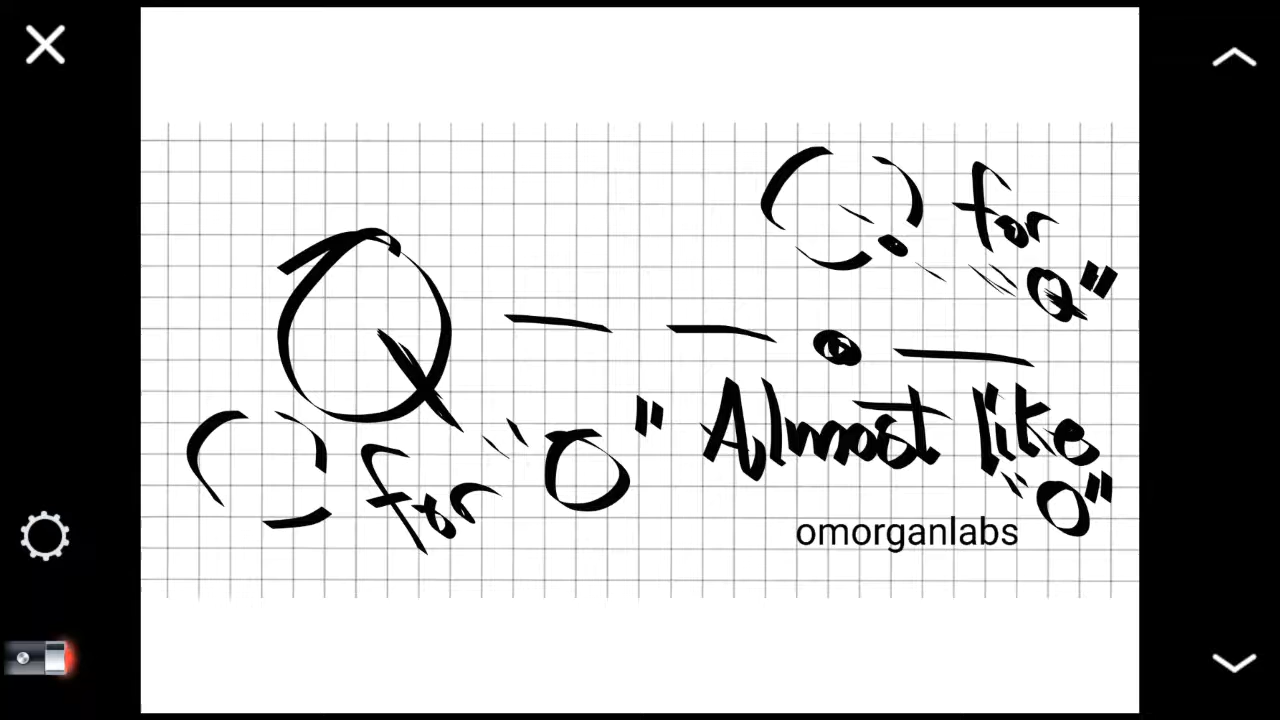 for
"Q"
Q — — • —
for "O" Almost like
"O"
omorganlabs